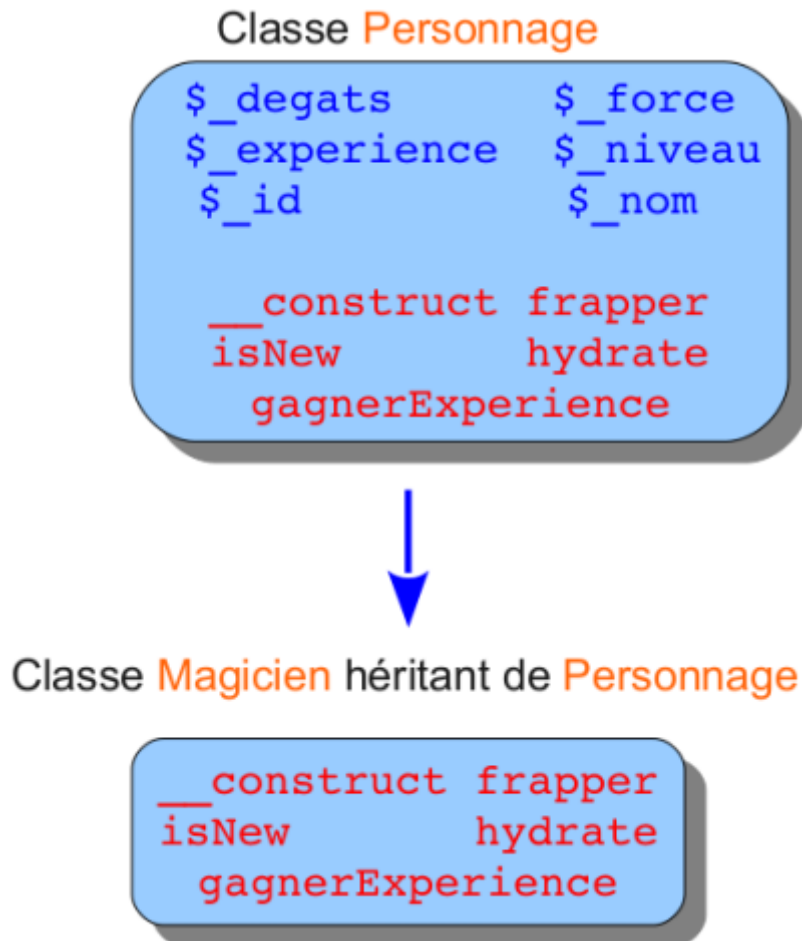 Classe Personnage
$_degats $_force
$_experience $_niveau
$_id $_nom
__construct frapper
isNew hydrate
gagnerExperience
Classe Magicien héritant de Personnage
__construct frapper
isNew hydrate
gagnerExperience